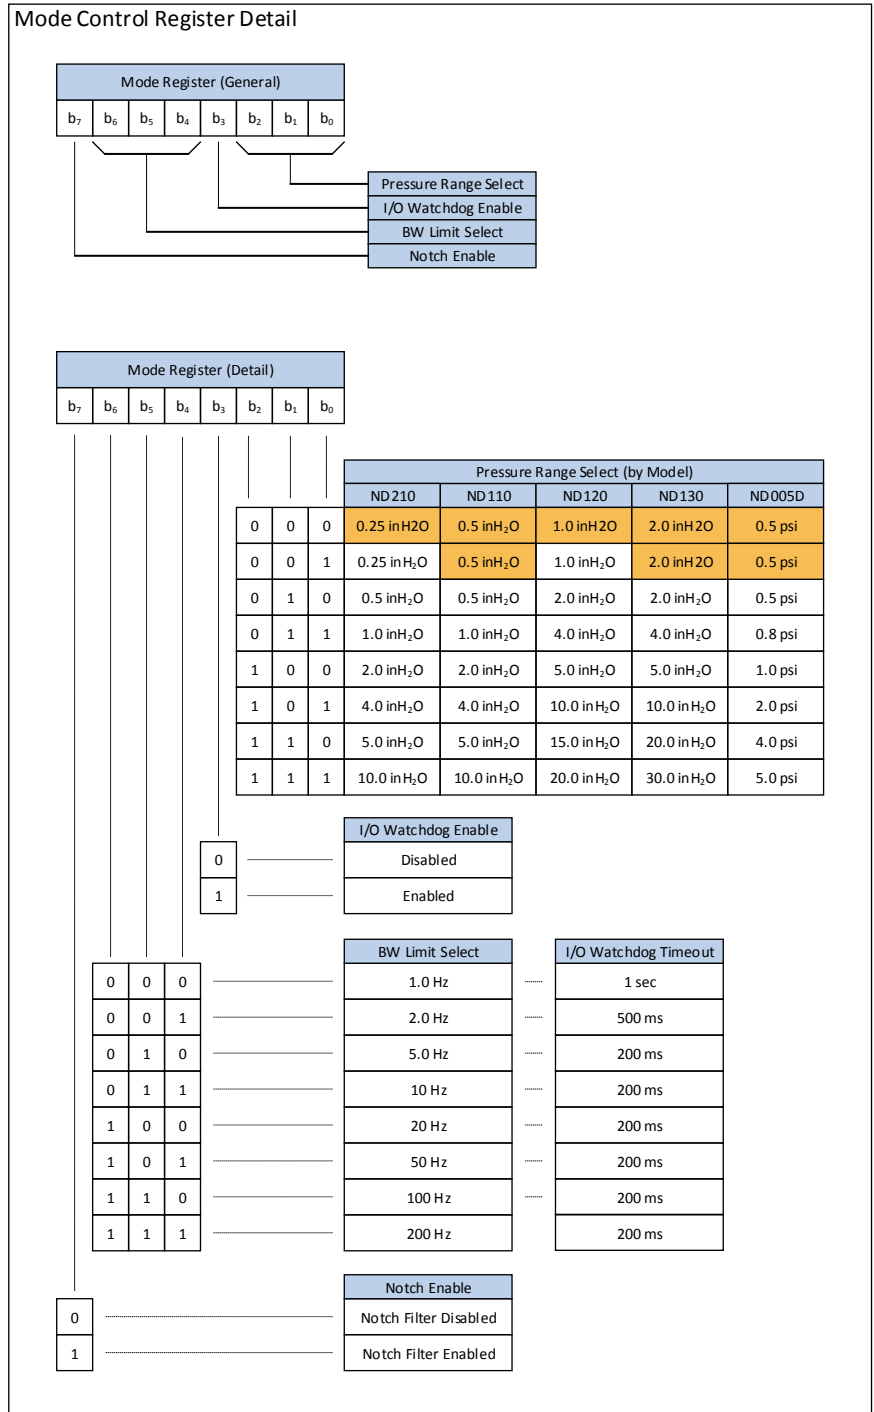 Mode Control Register Detail
Mode Register (General)
b₇ b₆ b₅ b₄ b₃ b₂ b₁ b₀
Pressure Range Select
I/O Watchdog Enable
BW Limit Select
Notch Enable
Mode Register (Detail)
b₇ b₆ b₅ b₄ b₃ b₂ b₁ b₀
Pressure Range Select (by Model)
ND210 ND110 ND120 ND130 ND005D
0 0 0 0.25 inH2O 0.5 inH₂O 1.0 inH2O 2.0 inH2O 0.5 psi
0 0 1 0.25 inH₂O 0.5 inH₂O 1.0 inH₂O 2.0 inH2O 0.5 psi
0 1 0 0.5 inH₂O 0.5 inH₂O 2.0 inH₂O 2.0 inH₂O 0.5 psi
0 1 1 1.0 inH₂O 1.0 inH₂O 4.0 inH₂O 4.0 inH₂O 0.8 psi
1 0 0 2.0 inH₂O 2.0 inH₂O 5.0 inH₂O 5.0 inH₂O 1.0 psi
1 0 1 4.0 inH₂O 4.0 inH₂O 10.0 inH₂O 10.0 inH₂O 2.0 psi
1 1 0 5.0 inH₂O 5.0 inH₂O 15.0 inH₂O 20.0 inH₂O 4.0 psi
1 1 1 10.0 inH₂O 10.0 inH₂O 20.0 inH₂O 30.0 inH₂O 5.0 psi
I/O Watchdog Enable
0 Disabled
1 Enabled
BW Limit Select I/O Watchdog Timeout
0 0 0 1.0 Hz 1 sec
0 0 1 2.0 Hz 500 ms
0 1 0 5.0 Hz 200 ms
0 1 1 10 Hz 200 ms
1 0 0 20 Hz 200 ms
1 0 1 50 Hz 200 ms
1 1 0 100 Hz 200 ms
1 1 1 200 Hz 200 ms
Notch Enable
0 Notch Filter Disabled
1 Notch Filter Enabled